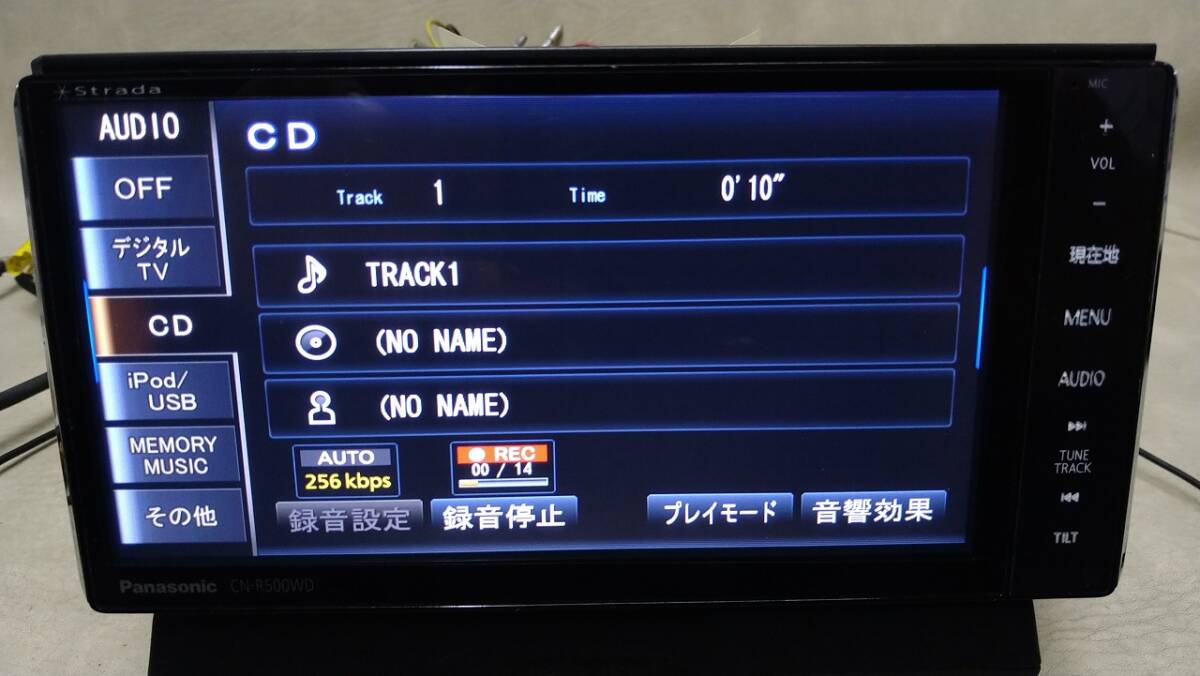 Strada
AUDIO
OFF
デジタル
TV
CD
iPod/
USB
MEMORY
MUSIC
その他
CD
Track 1 Time 0'10"
TRACK1
(NO NAME)
(NO NAME)
AUTO
256 kbps
REC
00 / 14
録音設定
録音停止
プレイモード
音響効果
MIC
+
VOL
−
現在地
MENU
AUDIO
TUNE
TRACK
TILT
Panasonic CN-R500WD